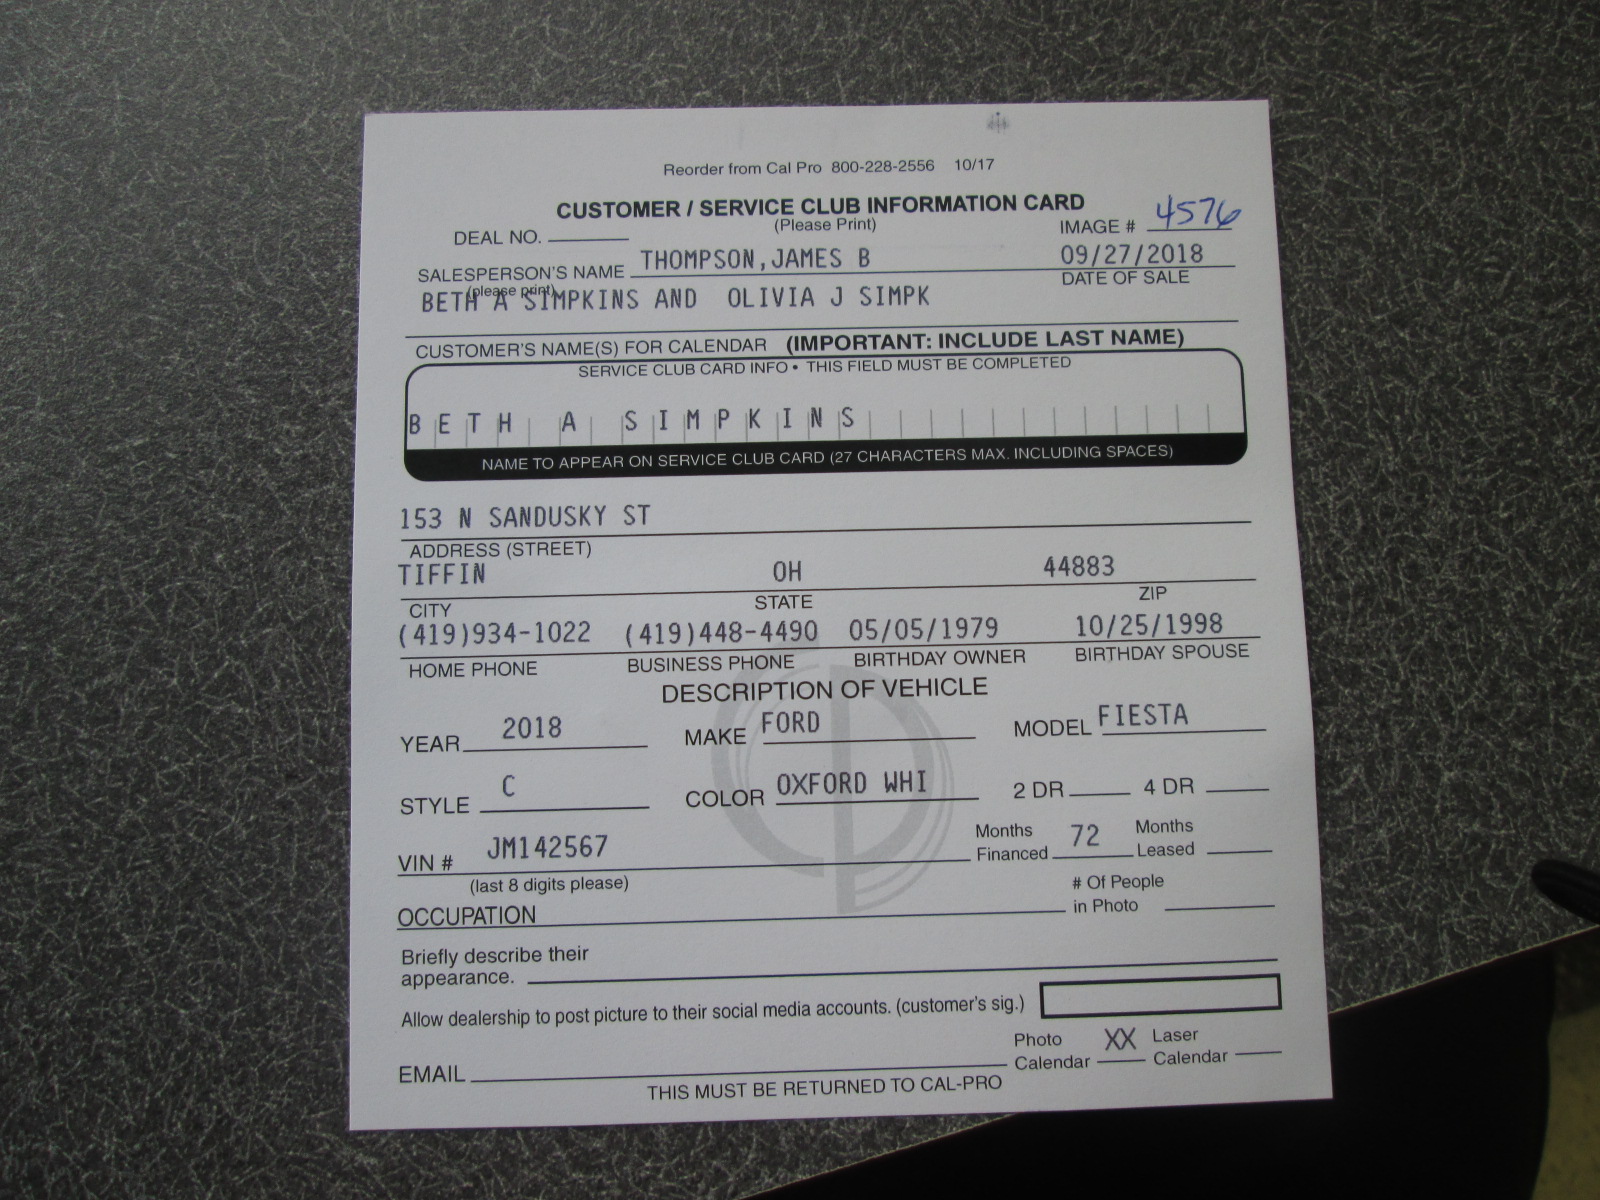 Reorder from Cal Pro 800-228-2556 10/17
CUSTOMER / SERVICE CLUB INFORMATION CARD
(Please Print)
DEAL NO.
IMAGE # 4576
SALESPERSON'S NAME THOMPSON,JAMES B
(please print)
09/27/2018
DATE OF SALE
BETH A SIMPKINS AND OLIVIA J SIMPK
CUSTOMER'S NAME(S) FOR CALENDAR (IMPORTANT: INCLUDE LAST NAME)
SERVICE CLUB CARD INFO • THIS FIELD MUST BE COMPLETED
BETH A SIMPKINS
NAME TO APPEAR ON SERVICE CLUB CARD (27 CHARACTERS MAX. INCLUDING SPACES)
153 N SANDUSKY ST
ADDRESS (STREET)
TIFFIN OH 44883
CITY STATE ZIP
(419)934-1022 (419)448-4490 05/05/1979 10/25/1998
HOME PHONE BUSINESS PHONE BIRTHDAY OWNER BIRTHDAY SPOUSE
DESCRIPTION OF VEHICLE
YEAR 2018 MAKE FORD MODEL FIESTA
STYLE C COLOR OXFORD WHI 2 DR 4 DR
VIN # JM142567 Months Financed 72 Months Leased
(last 8 digits please)
OCCUPATION # Of People in Photo
Briefly describe their
appearance.
Allow dealership to post picture to their social media accounts. (customer's sig.)
EMAIL Photo Calendar XX Laser Calendar
THIS MUST BE RETURNED TO CAL-PRO